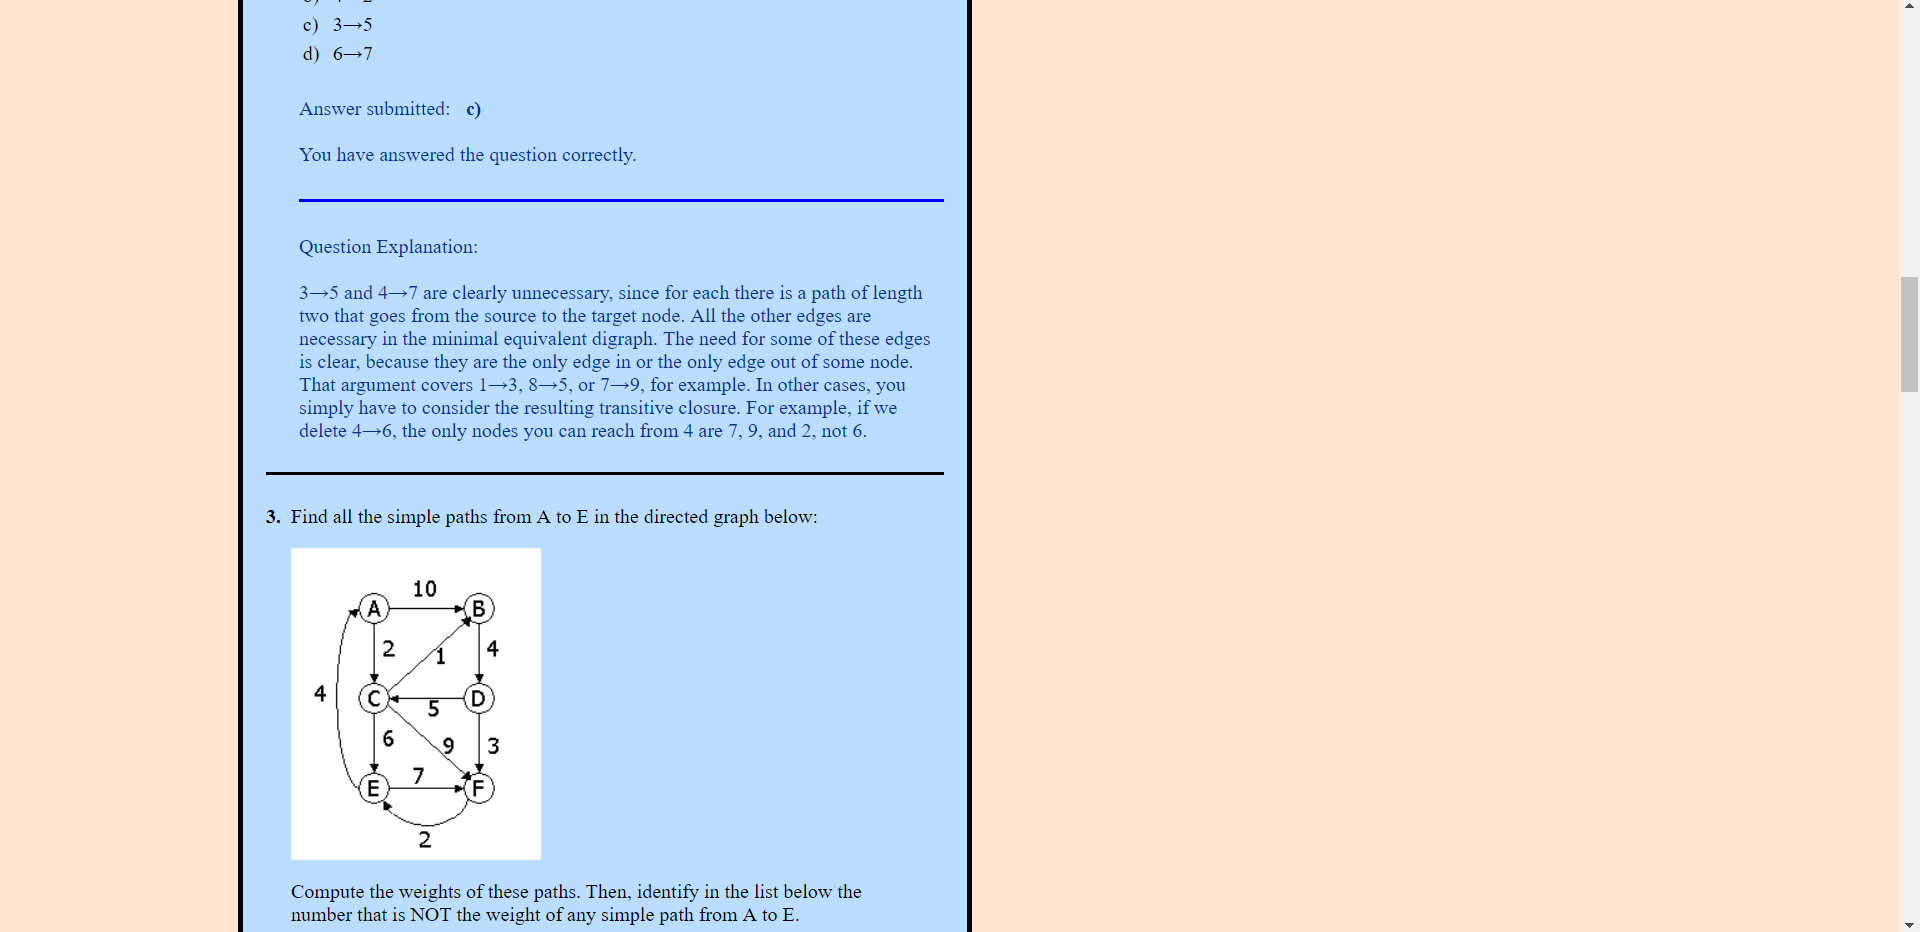 c) 3→5
d) 6→7
Answer submitted: c)
You have answered the question correctly.
Question Explanation:
3→5 and 4→7 are clearly unnecessary, since for each there is a path of length
two that goes from the source to the target node. All the other edges are
necessary in the minimal equivalent digraph. The need for some of these edges
is clear, because they are the only edge in or the only edge out of some node.
That argument covers 1→3, 8→5, or 7→9, for example. In other cases, you
simply have to consider the resulting transitive closure. For example, if we
delete 4→6, the only nodes you can reach from 4 are 7, 9, and 2, not 6.
3. Find all the simple paths from A to E in the directed graph below:
10
A B
2 1 4
4 C 5 D
6 9 3
7
E F
2
Compute the weights of these paths. Then, identify in the list below the
number that is NOT the weight of any simple path from A to E.